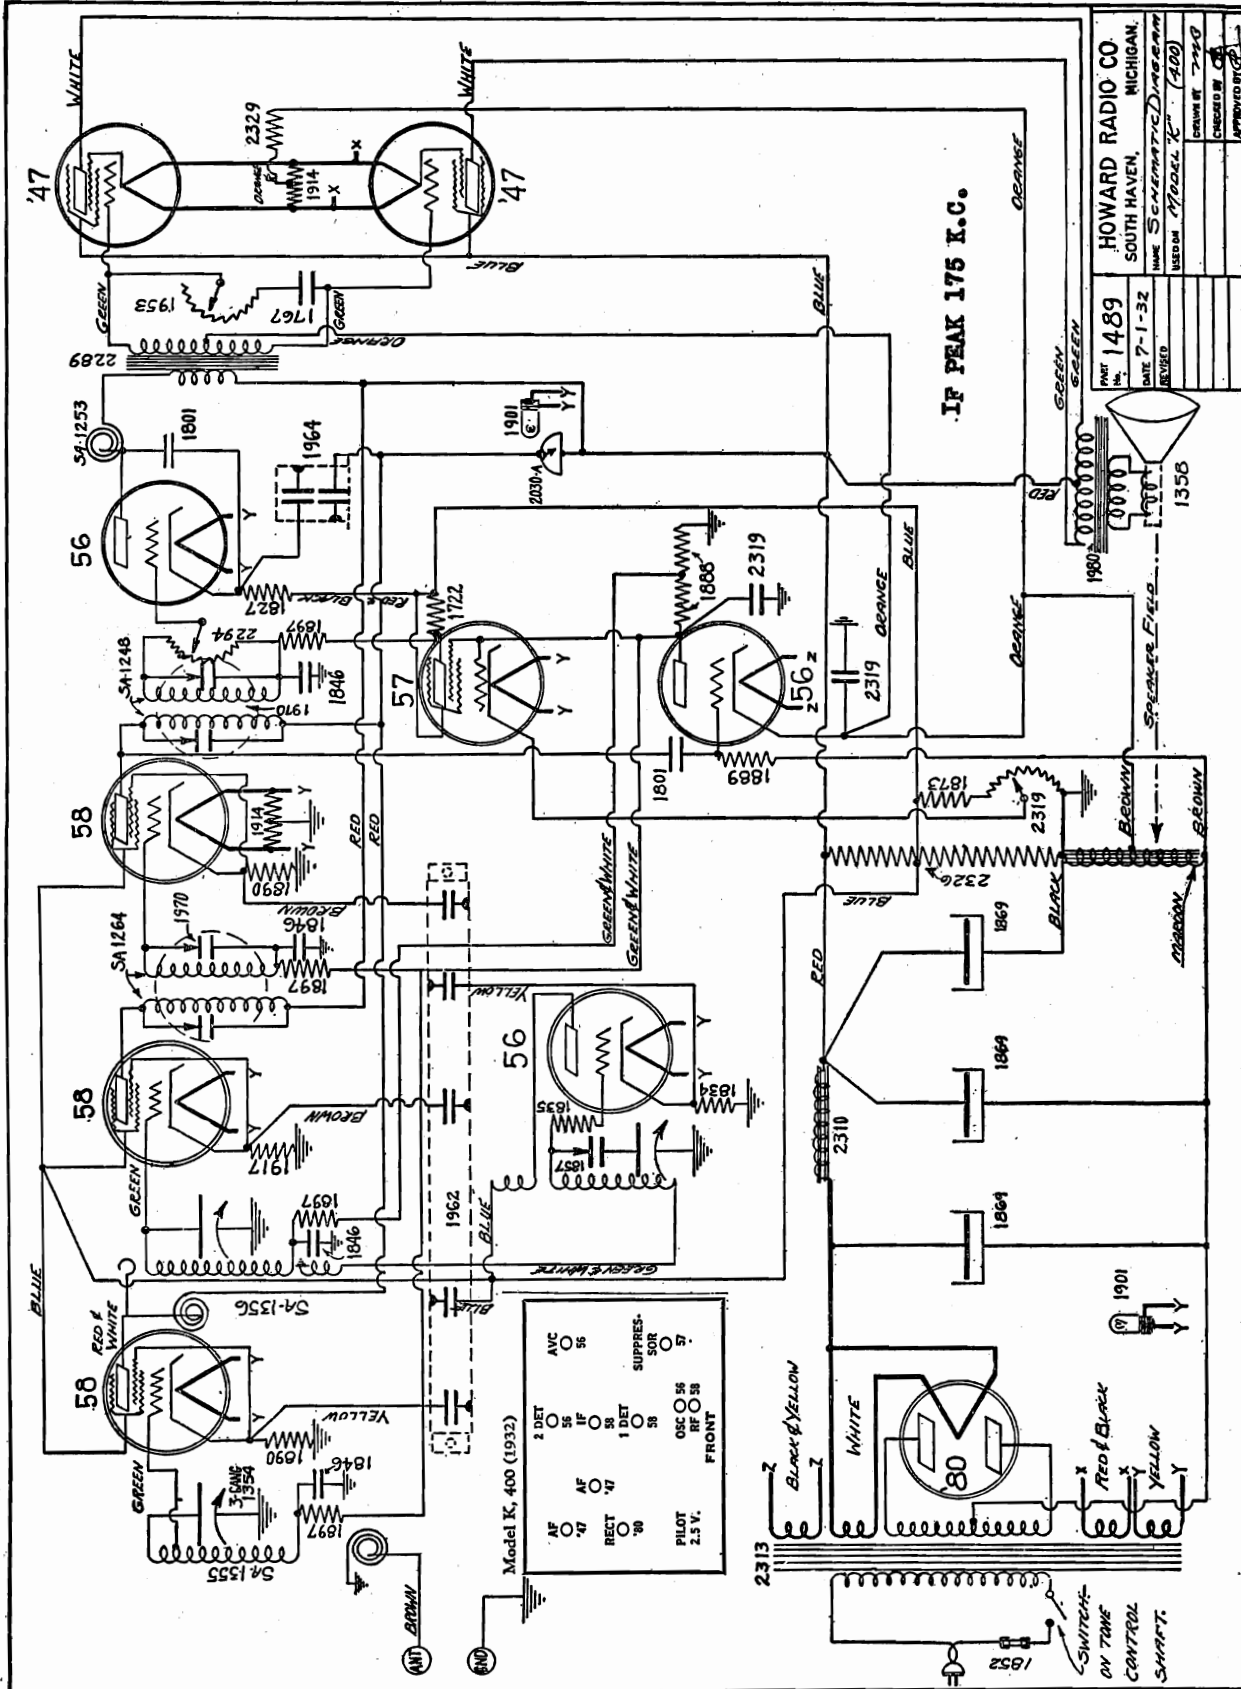 HOWARD RADIO CO.
SOUTH HAVEN, MICHIGAN.
NAME SCHEMATIC DIAGRAM
USED ON MODEL "K" (400)
DRAWN BY
CHECKED BY
APPROVED BY
PART No. 1489
DATE 7-1-32
REVISED
IF PEAK 175 K.C.
WHITE
'47
WHITE
'47
2329
ORANGE
1914
X
X
BLUE
GREEN
1953
1767
GREEN
2289
ORANGE
SA-1253
1801
1964
56
Y
Y
1827
BLACK
RED &
1722
2294
1897
SA-1248
1846
1970
1901
Y
Y
2030-A
58
1914
Y
Y
1890
BROWN
RED
RED
SA1264
1970
1846
1897
58
Y
Y
1917
BROWN
GREEN
1897
1846
BLUE
RED & WHITE
SA-1356
58
Y
Y
1890
YELLOW
GREEN
3-GANG
1354
1846
1897
SA-1355
ANT
BROWN
GND
1962
YELLOW
BLUE
BLUE
GREEN & WHITE
56
1835
1857
1834
Y
Y
GREEN & WHITE
GREEN & WHITE
57
Y
Y
1888
2319
56
Z
Z
1801
1889
2319
ORANGE
BLUE
BLUE
ORANGE
ORANGE
GREEN
GREEN
RED
1980
1358
SPEAKER FIELD
BROWN
BROWN
MAROON
BLACK
1873
2319
2326
BLUE
RED
2310
1869
1869
1869
1901
Y
Y
Model K, 400 (1932)
AF
'47
AF
'47
RECT
'80
2 DET
56
IF
58
1 DET
58
AVC
56
SUPPRES-
SOR
57
OSC
56
RF
58
PILOT
2.5 V.
FRONT
2313
Z
BLACK & YELLOW
Z
WHITE
'80
X
RED & BLACK
X
Y
YELLOW
Y
1852
SWITCH-
ON TONE
CONTROL
SHAFT.